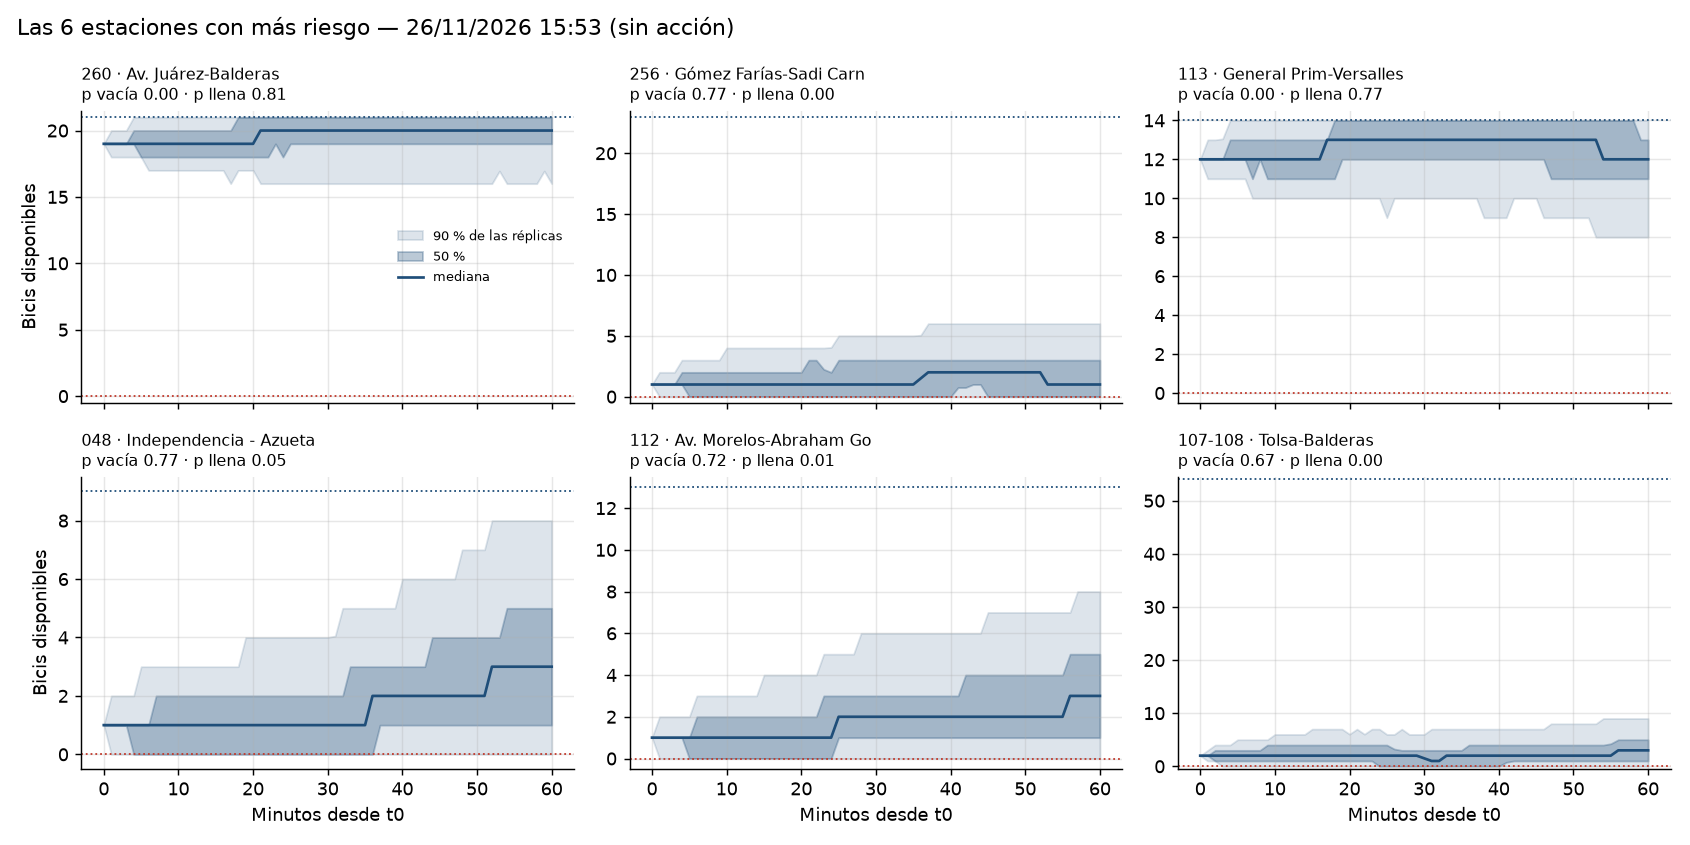 Las 6 estaciones con más riesgo — 26/11/2026 15:53 (sin acción)
260 · Av. Juárez-Balderas
p vacía 0.00 · p llena 0.81
Bicis disponibles
20
15
10
5
0
90 % de las réplicas
50 %
mediana
256 · Gómez Farías-Sadi Carn
p vacía 0.77 · p llena 0.00
20
15
10
5
0
113 · General Prim-Versalles
p vacía 0.00 · p llena 0.77
14
12
10
8
6
4
2
0
048 · Independencia - Azueta
p vacía 0.77 · p llena 0.05
Bicis disponibles
8
6
4
2
0
0 10 20 30 40 50 60
Minutos desde t0
112 · Av. Morelos-Abraham Go
p vacía 0.72 · p llena 0.01
12
10
8
6
4
2
0
0 10 20 30 40 50 60
Minutos desde t0
107-108 · Tolsa-Balderas
p vacía 0.67 · p llena 0.00
50
40
30
20
10
0
0 10 20 30 40 50 60
Minutos desde t0